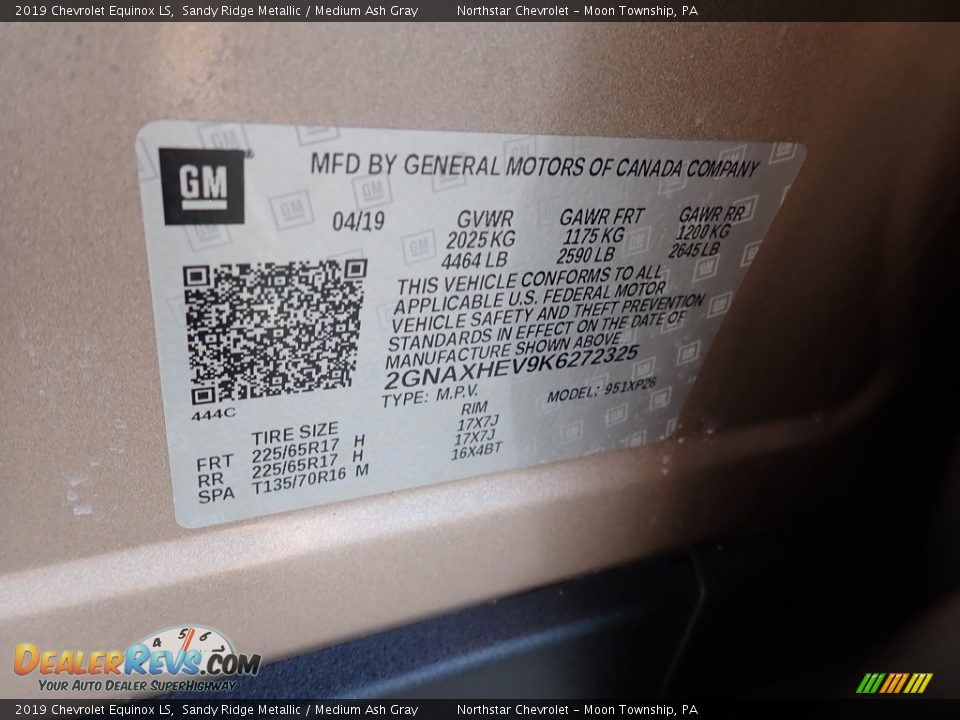 2019 Chevrolet Equinox LS, Sandy Ridge Metallic / Medium Ash Gray Northstar Chevrolet – Moon Township, PA
GM
MFD BY GENERAL MOTORS OF CANADA COMPANY
04/19 GVWR GAWR FRT GAWR RR
2025 KG 1175 KG 1200 KG
4464 LB 2590 LB 2645 LB
THIS VEHICLE CONFORMS TO ALL
APPLICABLE U.S. FEDERAL MOTOR
VEHICLE SAFETY AND THEFT PREVENTION
STANDARDS IN EFFECT ON THE DATE OF
MANUFACTURE SHOWN ABOVE
2GNAXHEV9K6272325
TYPE: M.P.V. MODEL: 951XP26
444C
TIRE SIZE RIM
FRT 225/65R17 H 17X7J
RR 225/65R17 H 17X7J
SPA T135/70R16 M 16X4BT
4 5 6
DEALERREVS.COM
YOUR AUTO DEALER SUPERHIGHWAY
2019 Chevrolet Equinox LS, Sandy Ridge Metallic / Medium Ash Gray Northstar Chevrolet – Moon Township, PA